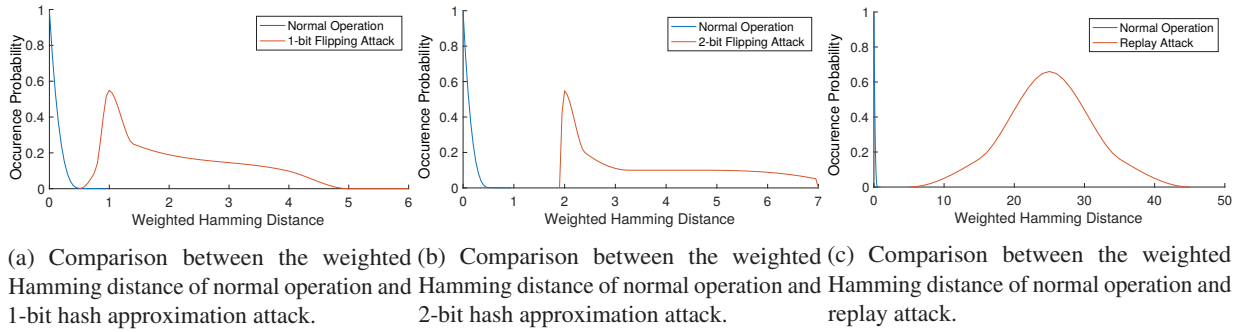 Normal Operation
1-bit Flipping Attack
Occurence Probability
1
0.8
0.6
0.4
0.2
0
0 1 2 3 4 5 6
Weighted Hamming Distance
(a) Comparison between the weighted
Hamming distance of normal operation and
1-bit hash approximation attack.
Normal Operation
2-bit Flipping Attack
Occurence Probability
1
0.8
0.6
0.4
0.2
0
0 1 2 3 4 5 6 7
Weighted Hamming Distance
(b) Comparison between the weighted
Hamming distance of normal operation and
2-bit hash approximation attack.
Normal Operation
Replay Attack
Occurence Probability
1
0.8
0.6
0.4
0.2
0
0 10 20 30 40 50
Weighted Hamming Distance
(c) Comparison between the weighted
Hamming distance of normal operation and
replay attack.